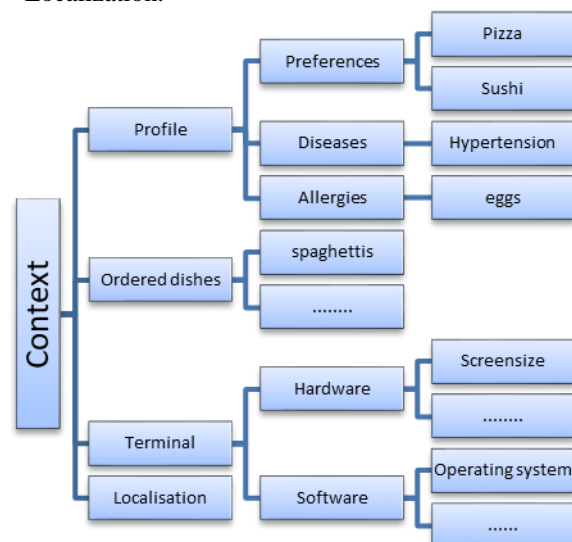 Localization.
Context
Profile
Preferences
Pizza
Sushi
Diseases
Hypertension
Allergies
eggs
Ordered dishes
spaghettis
........
Terminal
Hardware
Screensize
........
Software
Operating system
......
Localisation